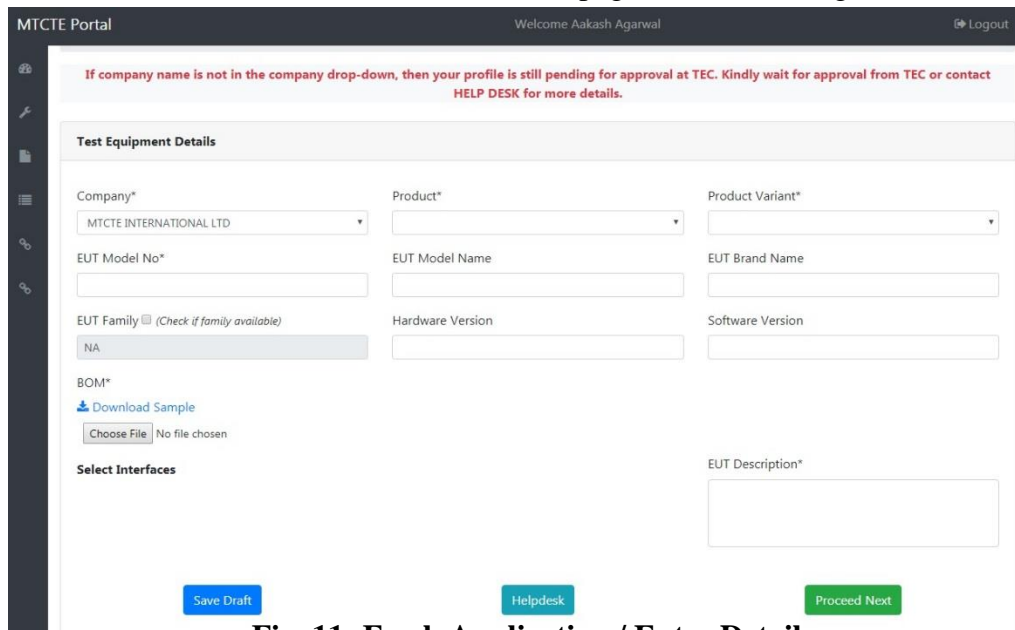 MTCTE Portal Welcome Aakash Agarwal Logout
If company name is not in the company drop-down, then your profile is still pending for approval at TEC. Kindly wait for approval from TEC or contact
HELP DESK for more details.
Test Equipment Details
Company* Product* Product Variant*
MTCTE INTERNATIONAL LTD
EUT Model No* EUT Model Name EUT Brand Name
EUT Family (Check if family available) Hardware Version Software Version
NA
BOM*
Download Sample
Choose File No file chosen
Select Interfaces EUT Description*
Save Draft Helpdesk Proceed Next